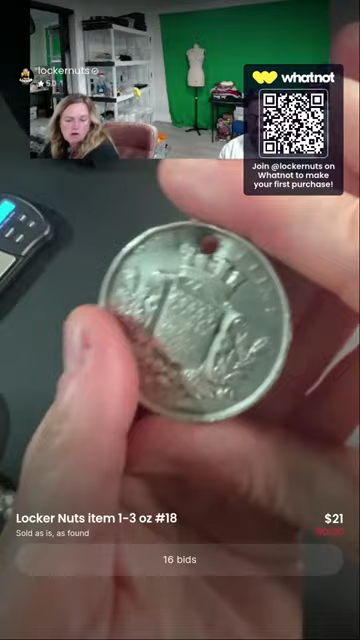 lockernuts
5.0
whatnot
Join @lockernuts on
Whatnot to make
your first purchase!
Locker Nuts item 1-3 oz #18
$21
Sold as is, as found
16 bids